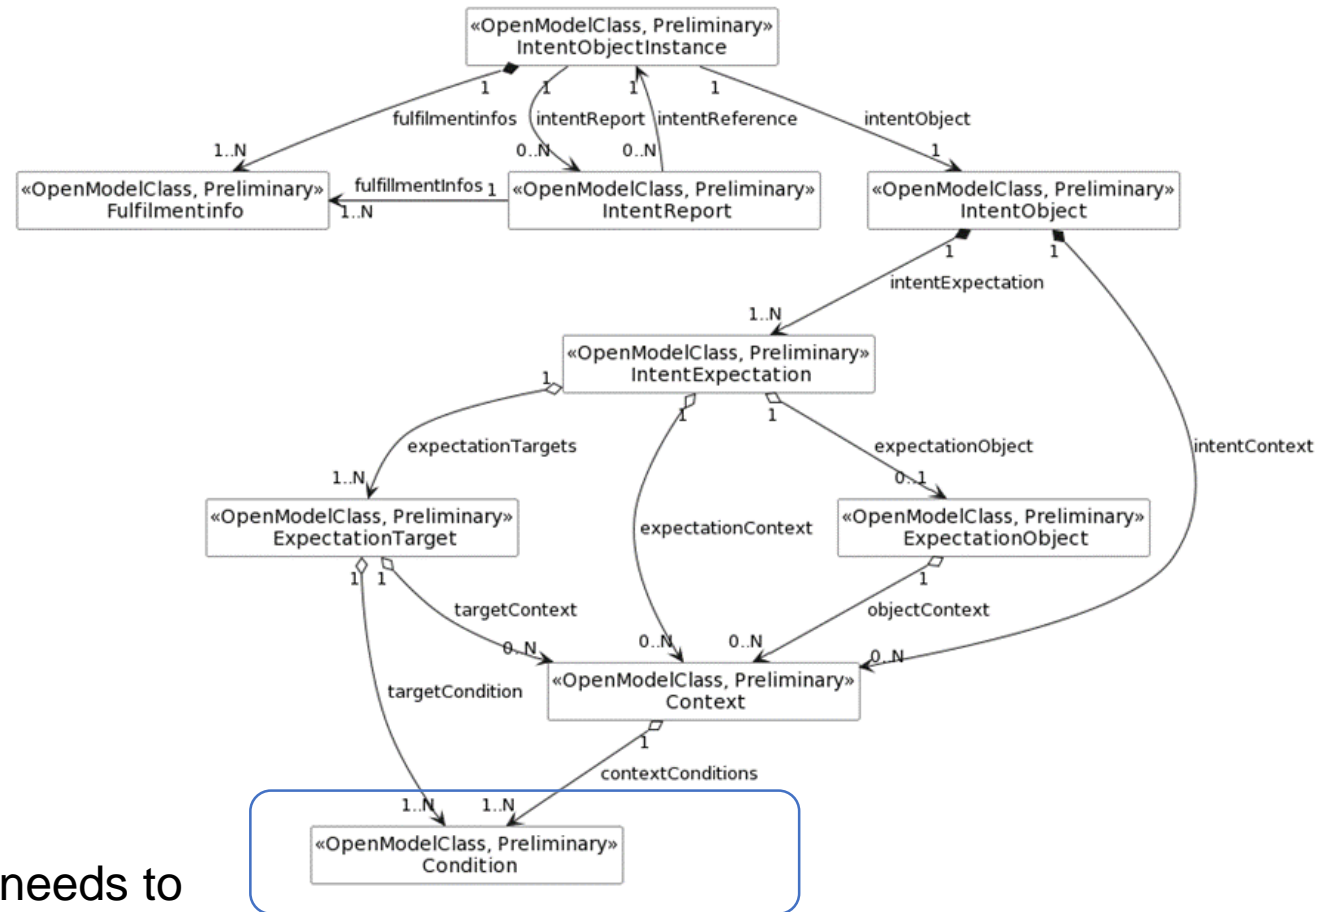 «OpenModelClass, Preliminary»
IntentObjectInstance
1
1
1
1
fulfilmentinfos
intentReport
intentReference
intentObject
1..N
0..N
0..N
1
«OpenModelClass, Preliminary»
FulfilmentInfo
fulfillmentInfos 1
1..N
«OpenModelClass, Preliminary»
IntentReport
«OpenModelClass, Preliminary»
IntentObject
1
1
intentExpectation
1..N
«OpenModelClass, Preliminary»
IntentExpectation
1
1
1
expectationTargets
expectationObject
intentContext
1..N
0..1
«OpenModelClass, Preliminary»
ExpectationTarget
expectationContext
«OpenModelClass, Preliminary»
ExpectationObject
1
1
1
targetContext
objectContext
0..N
0..N
0..N
0..N
«OpenModelClass, Preliminary»
Context
targetCondition
1
contextConditions
1..N
1..N
«OpenModelClass, Preliminary»
Condition
needs to